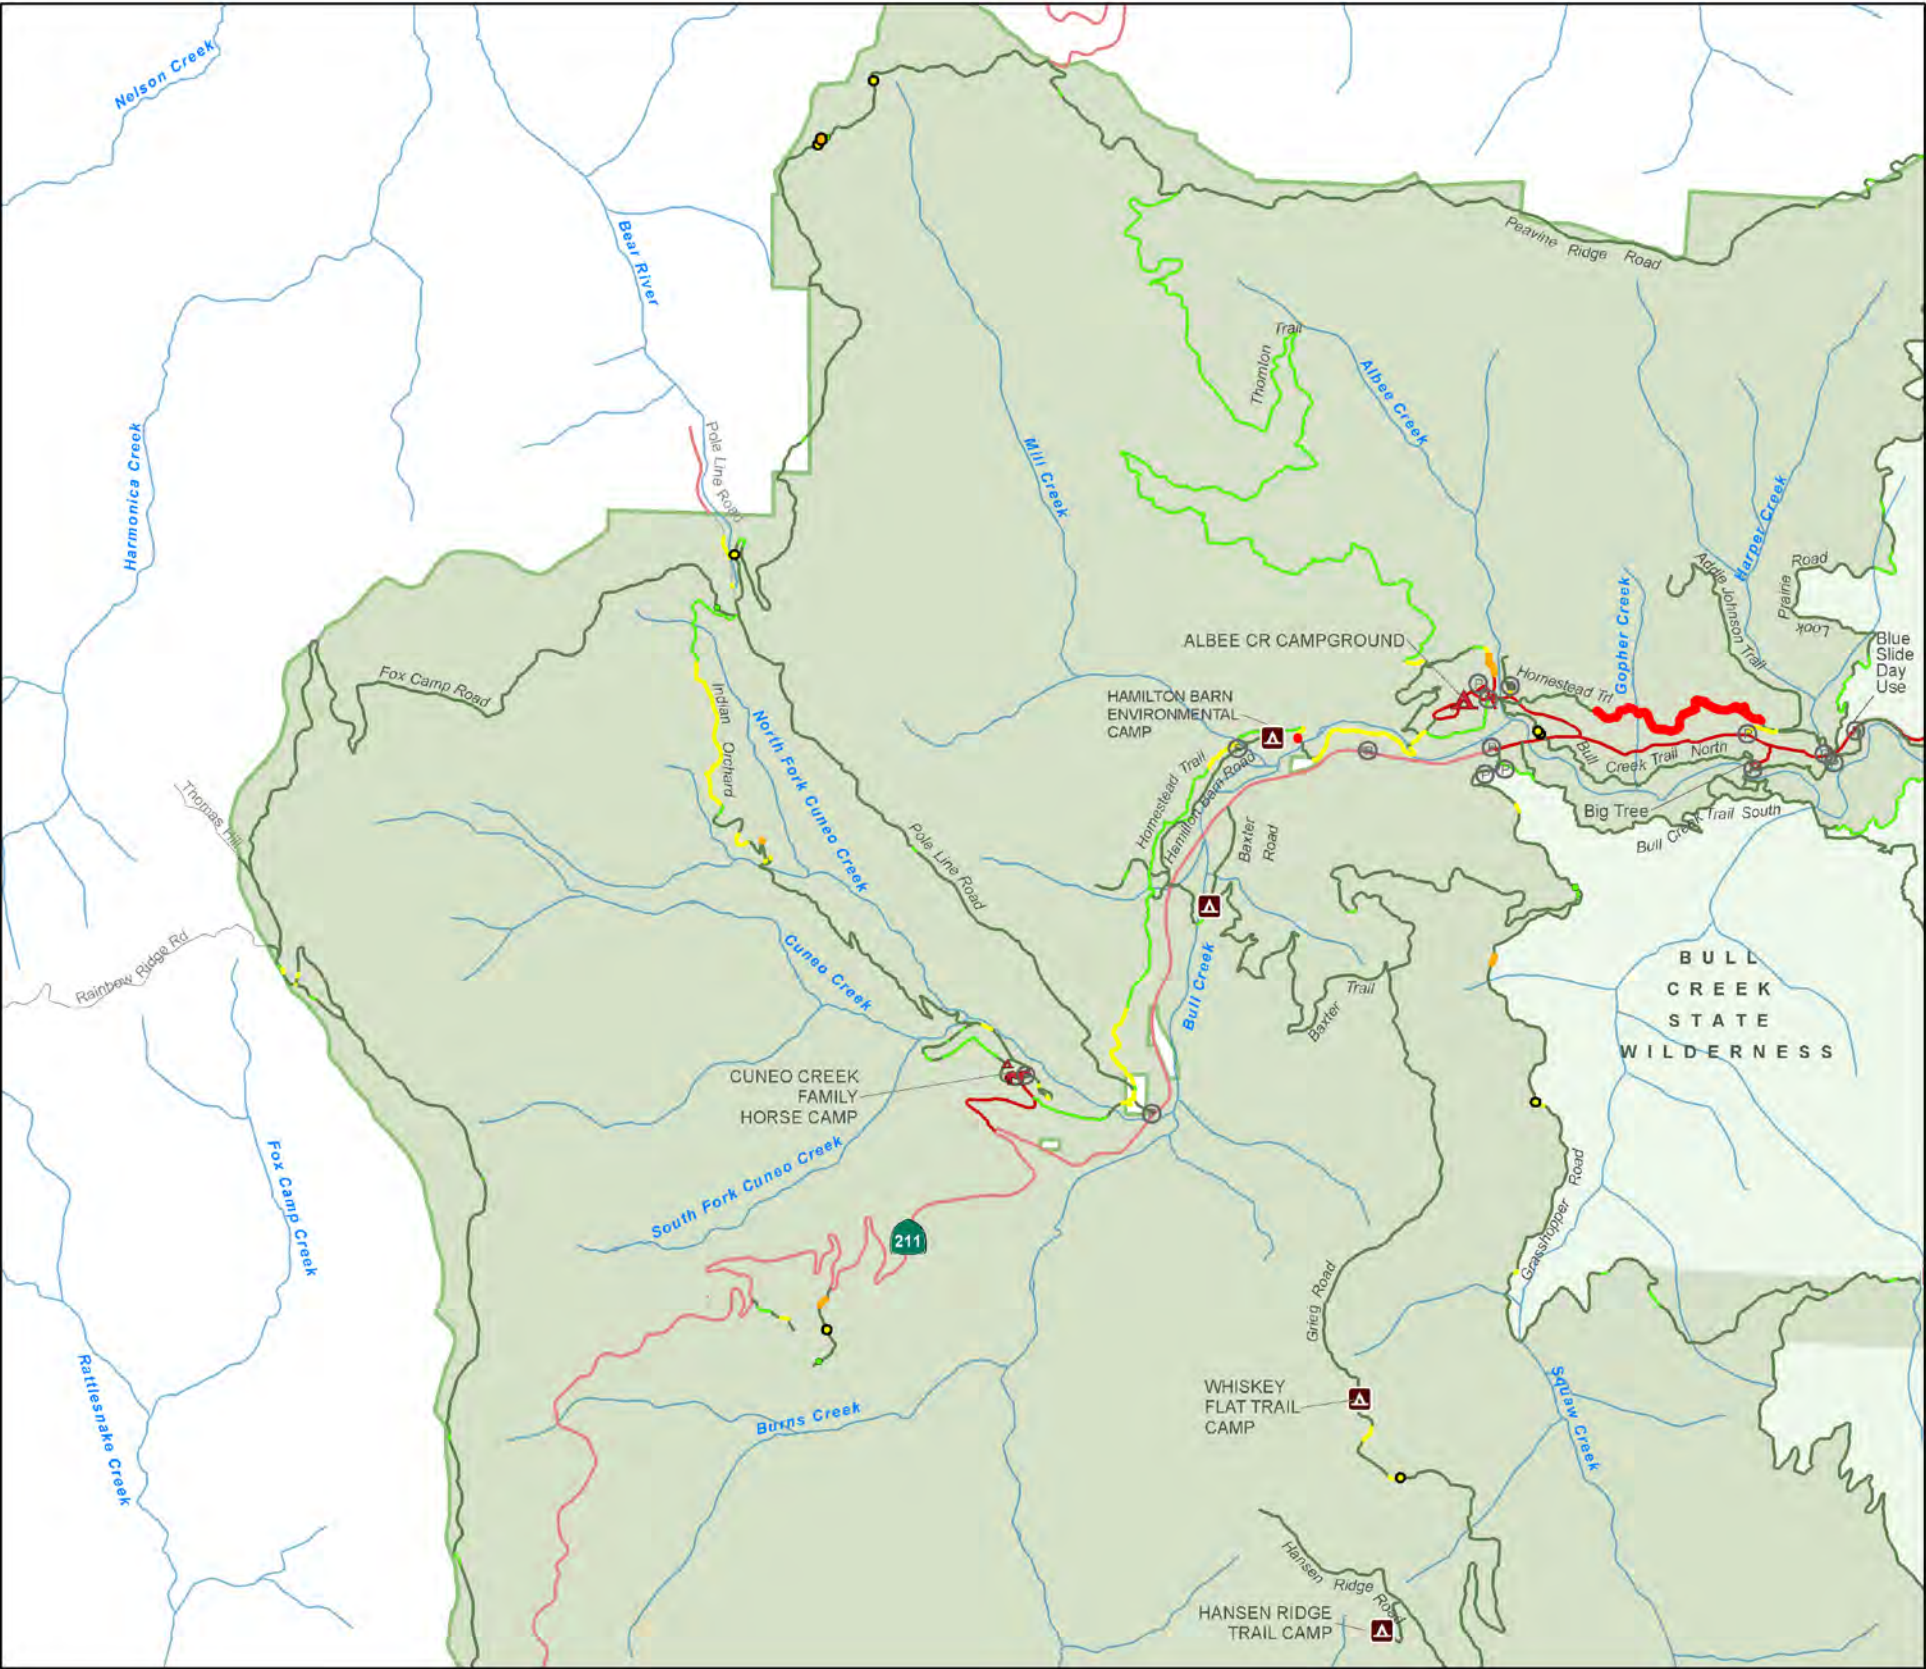 Nelson Creek
Bear River
Peavine Ridge Road
Thornton
Trail
Albee Creek
Mill Creek
Harmonica Creek
Pole Line Road
Harper Creek
Addie Johnson Trail
Prairie
Road
Look
Gopher Creek
Blue
Slide
Day
Use
ALBEE CR CAMPGROUND
Homestead Trl
HAMILTON BARN
ENVIRONMENTAL
CAMP
Fox Camp Road
Indian
Orchard
North Fork Cuneo Creek
Bull
Creek Trail North
Big Tree
Bull Creek Trail South
Homestead Trail
Hamilton Barn Road
Baxter
Road
Thomas Hill
Pole Line Road
Rainbow Ridge Rd
Cuneo Creek
Bull Creek
Baxter
Trail
BULL
CREEK
STATE
WILDERNESS
CUNEO CREEK
FAMILY
HORSE CAMP
South Fork Cuneo Creek
Fox Camp Creek
211
Grasshopper Road
Grieg Road
Rattlesnake Creek
Burns Creek
WHISKEY
FLAT TRAIL
CAMP
Squaw Creek
Hansen Ridge Road
HANSEN RIDGE
TRAIL CAMP